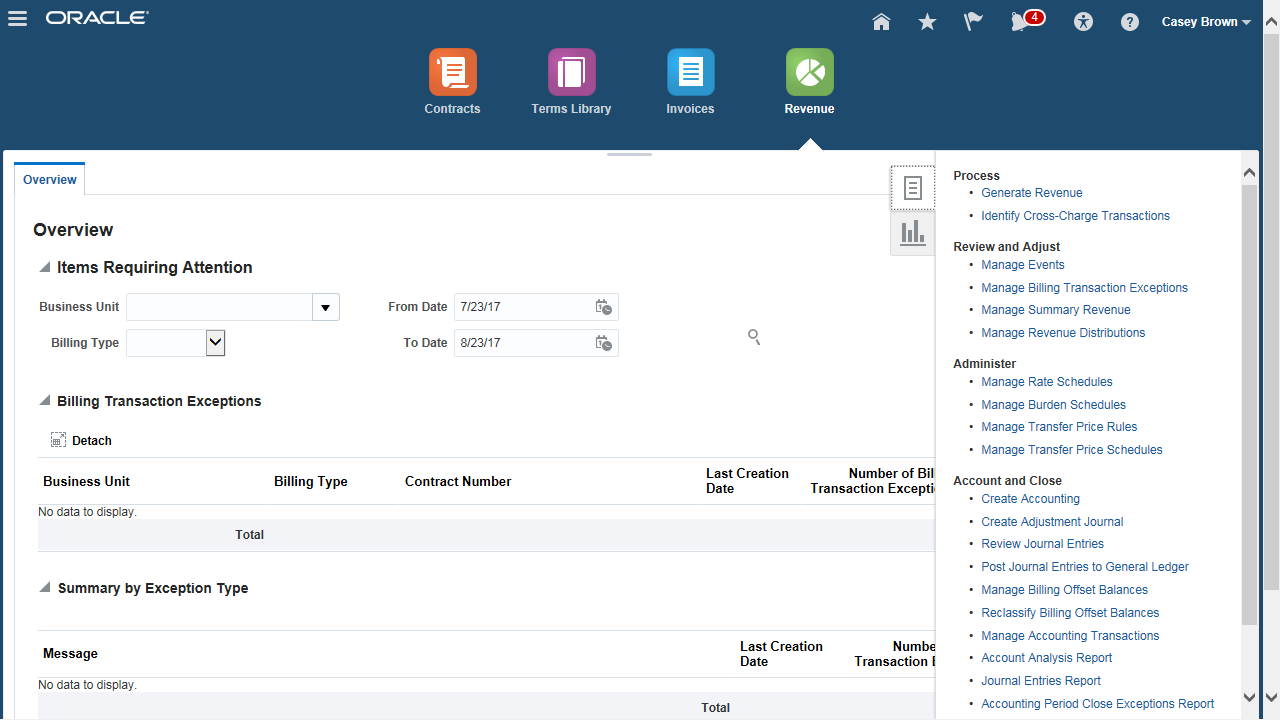 ORACLE
4
Casey Brown
Contracts
Terms Library
Invoices
Revenue
Overview
Overview
Items Requiring Attention
Business Unit
From Date 7/23/17
Billing Type
To Date 8/23/17
Billing Transaction Exceptions
Detach
Business Unit
Billing Type
Contract Number
Last Creation
Date
Number of Bil
Transaction Excepti
No data to display.
Total
Summary by Exception Type
Message
Last Creation
Date
Numbe
Transaction E
No data to display.
Total
Process
• Generate Revenue
• Identify Cross-Charge Transactions
Review and Adjust
• Manage Events
• Manage Billing Transaction Exceptions
• Manage Summary Revenue
• Manage Revenue Distributions
Administer
• Manage Rate Schedules
• Manage Burden Schedules
• Manage Transfer Price Rules
• Manage Transfer Price Schedules
Account and Close
• Create Accounting
• Create Adjustment Journal
• Review Journal Entries
• Post Journal Entries to General Ledger
• Manage Billing Offset Balances
• Reclassify Billing Offset Balances
• Manage Accounting Transactions
• Account Analysis Report
• Journal Entries Report
• Accounting Period Close Exceptions Report